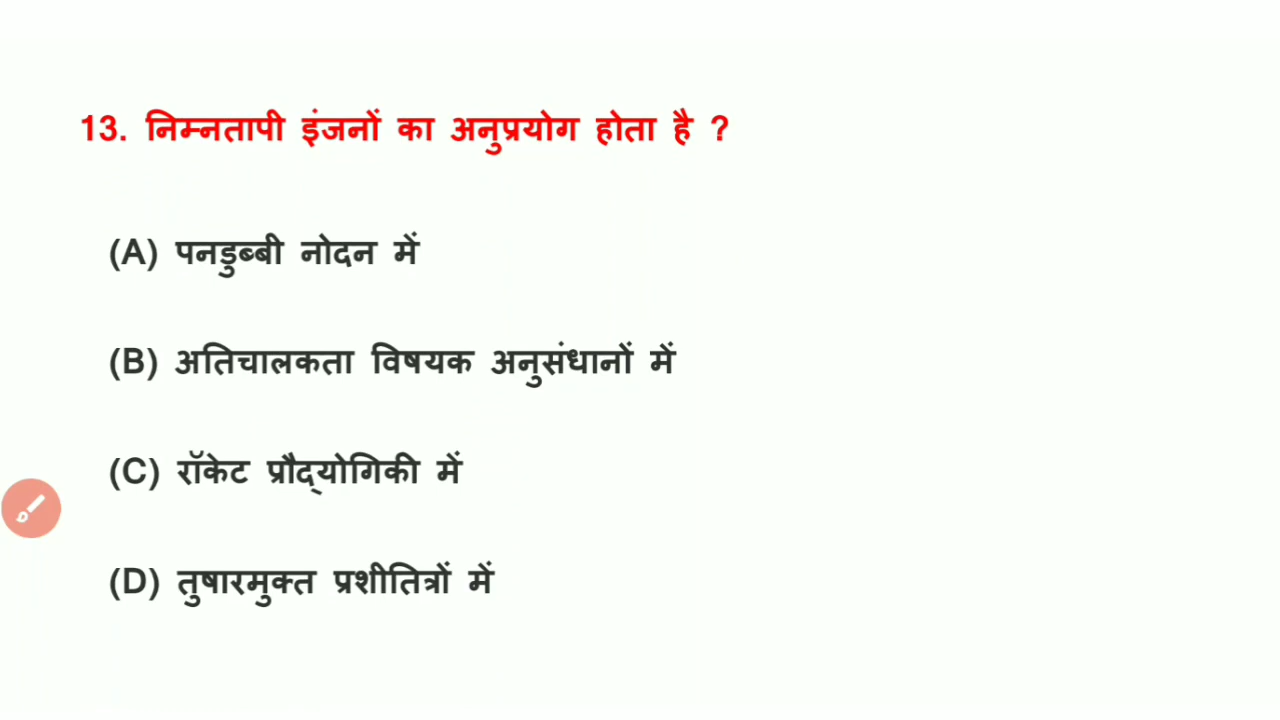 13. निम्नतापी इंजनों का अनुप्रयोग होता है ?
(A) पनडुब्बी नोदन में
(B) अतिचालकता विषयक अनुसंधानों में
(C) रॉकेट प्रौद्‌योगिकी में
(D) तुषारमुक्त प्रशीतित्रों में